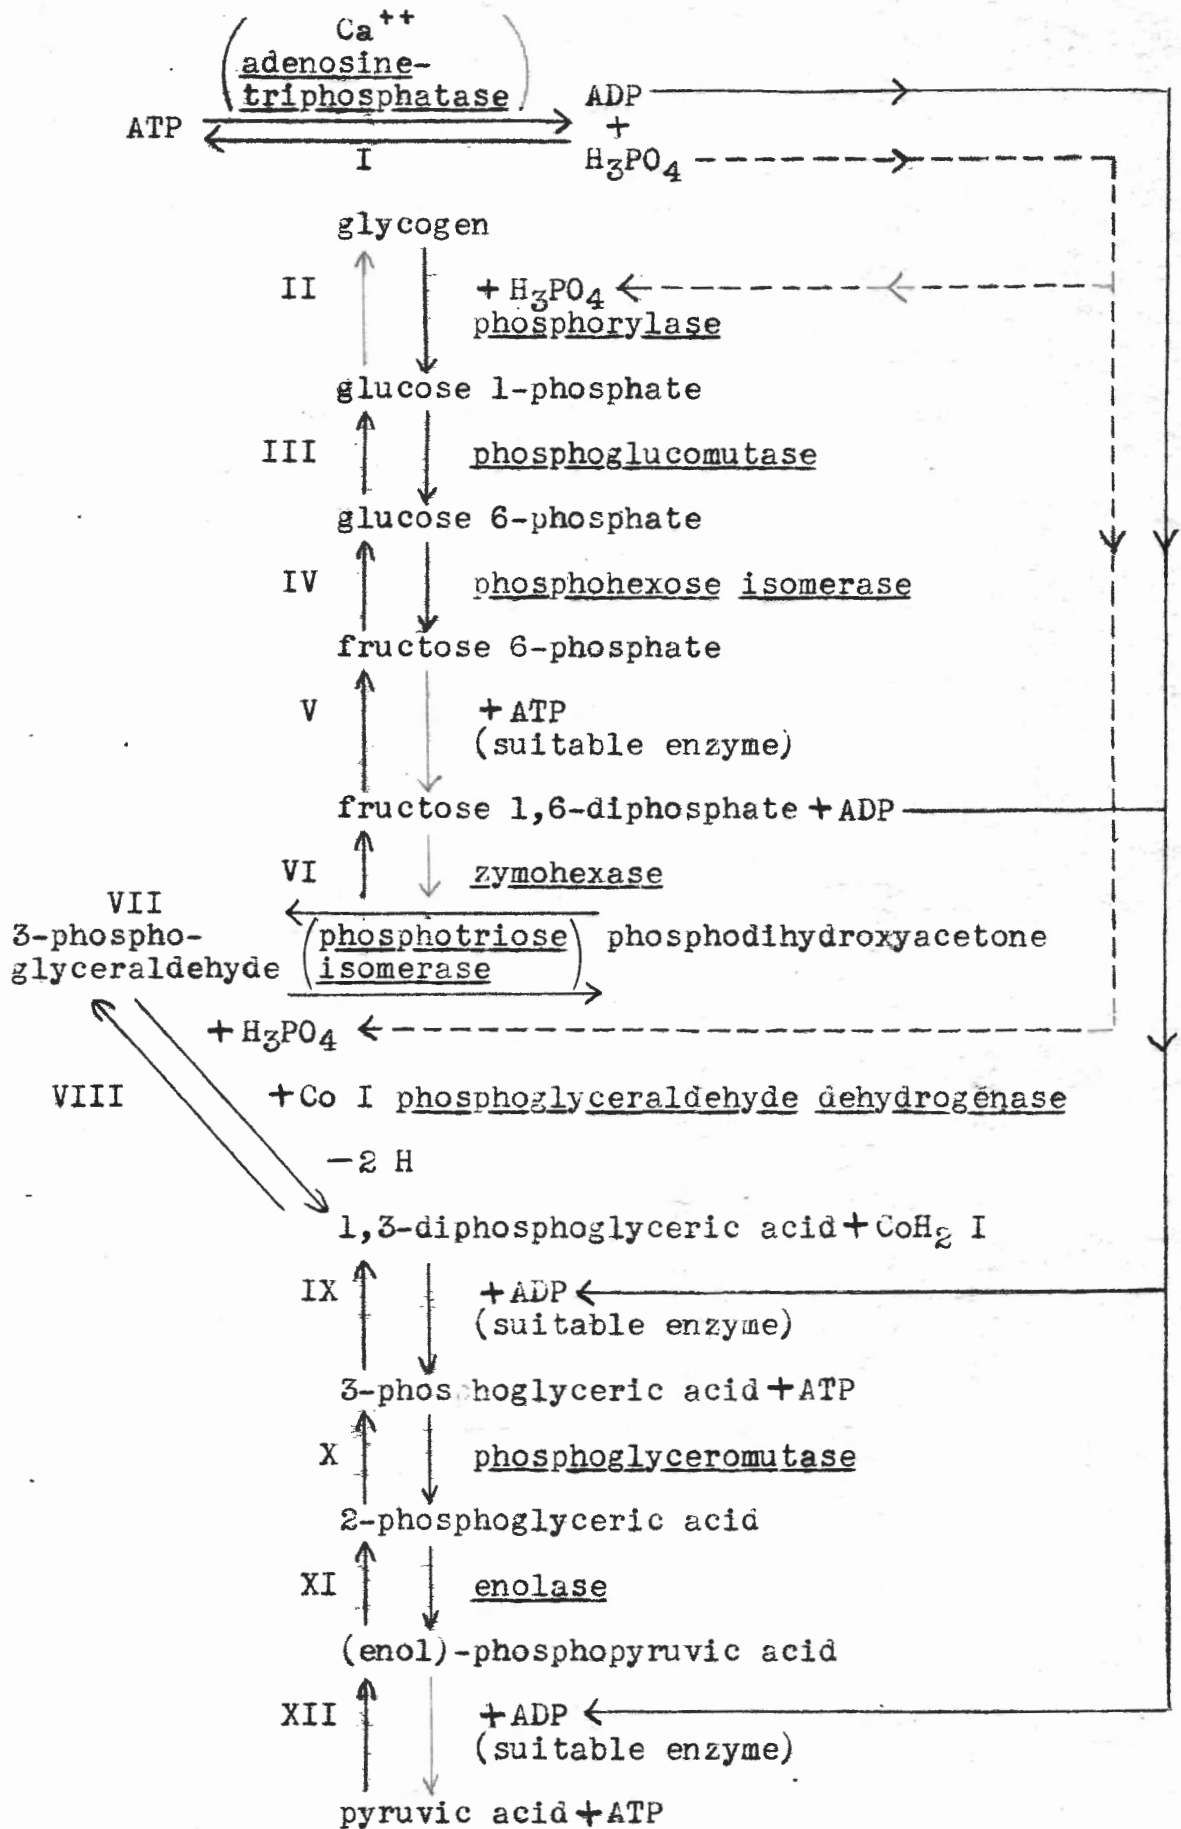 Ca++
adenosine-
triphosphatase
ATP
ADP
+
I
H3PO4
glycogen
II
+ H3PO4
phosphorylase
glucose 1-phosphate
III
phosphoglucomutase
glucose 6-phosphate
IV
phosphohexose isomerase
fructose 6-phosphate
V
+ ATP
(suitable enzyme)
fructose 1,6-diphosphate + ADP
VI
zymohexase
VII
3-phospho-
glyceraldehyde
(phosphotriose
isomerase)
phosphodihydroxyacetone
+ H3PO4
VIII
+ Co I phosphoglyceraldehyde dehydrogenase
-2 H
1,3-diphosphoglyceric acid + CoH2 I
IX
+ ADP
(suitable enzyme)
3-phos hoglyceric acid + ATP
X
phosphoglyceromutase
2-phosphoglyceric acid
XI
enolase
(enol)-phosphopyruvic acid
XII
+ ADP
(suitable enzyme)
pyruvic acid + ATP